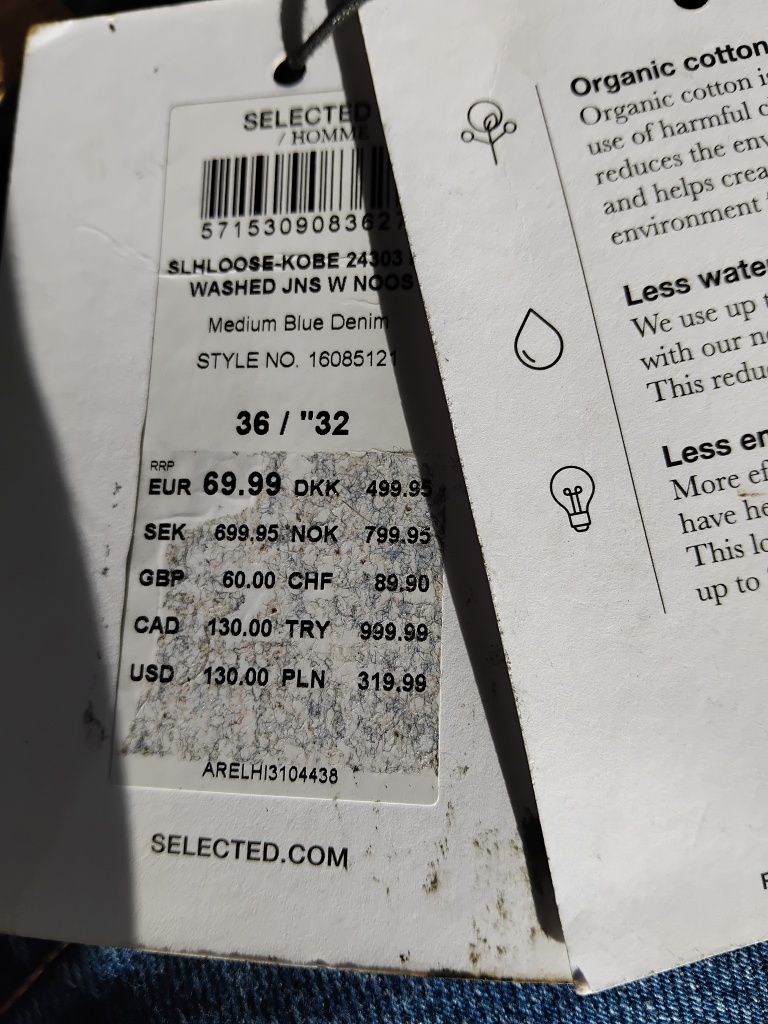 SELECTED
/ HOMME
5715309083627
SLHLOOSE-KOBE 24303
WASHED JNS W NOOS
Medium Blue Denim
STYLE NO. 16085121
36 / "32
RRP
EUR 69.99 DKK 499.95
SEK 699.95 NOK 799.95
GBP 60.00 CHF 89.90
CAD 130.00 TRY 999.99
USD 130.00 PLN 319.99
ARELHI3104438
SELECTED.COM
Organic cotton
Organic cotton
use of harmful
reduces the
and helps
environment
Less
We use up
with our
This
Less
More
have
This
up to